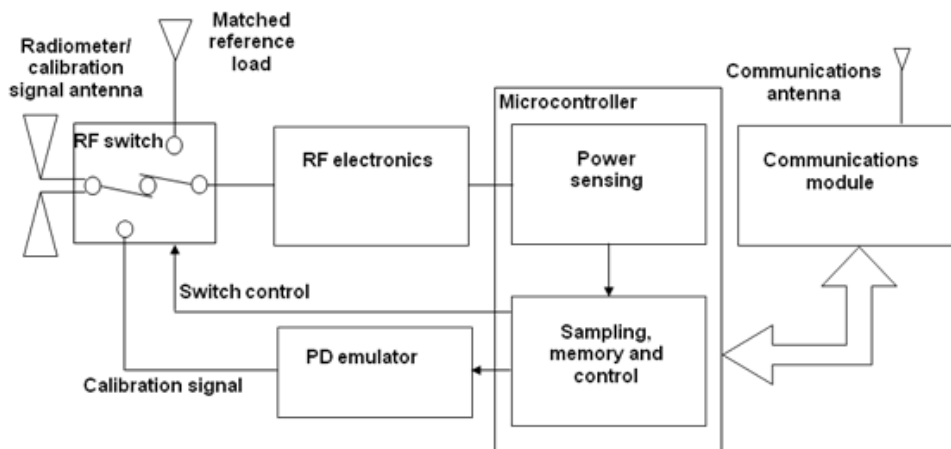 Matched
reference
load
Radiometer/
calibration
signal antenna
RF switch
RF electronics
Microcontroller
Power
sensing
Communications
antenna
Communications
module
Switch control
Sampling,
memory and
control
PD emulator
Calibration signal